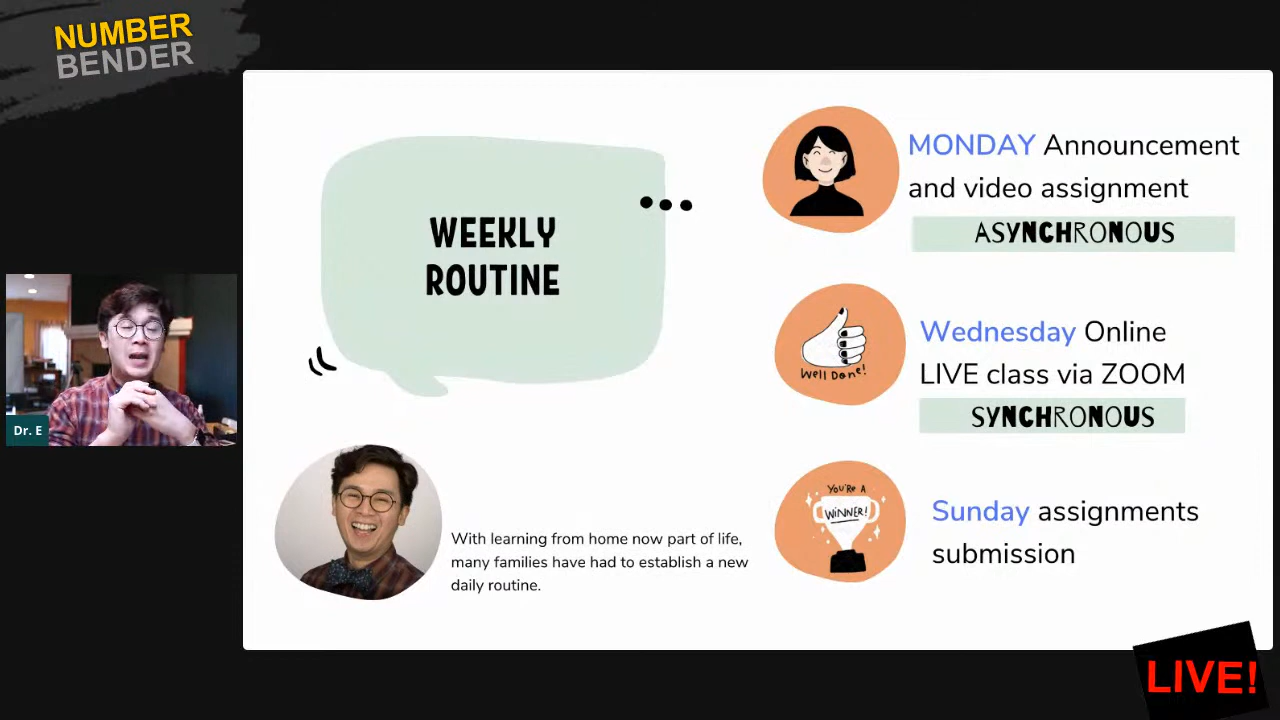 NUMBER
BENDER
WEEKLY
ROUTINE
MONDAY Announcement
and video assignment
ASYNCHRONOUS
Wednesday Online
LIVE class via ZOOM
SYNCHRONOUS
Well Done!
YOU'RE A
WINNER!
Sunday assignments
submission
With learning from home now part of life,
many families have had to establish a new
daily routine.
Dr. E
LIVE!